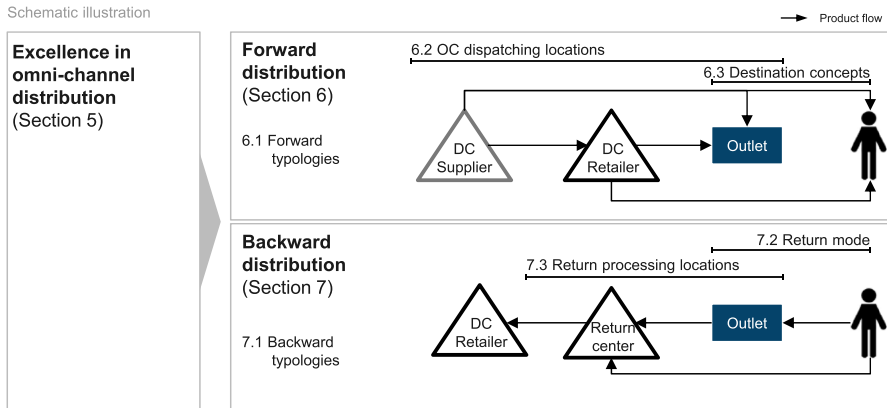 Schematic illustration
Product flow
Excellence in
omni-channel
distribution
(Section 5)
Forward
distribution
(Section 6)
6.1 Forward
typologies
6.2 OC dispatching locations
6.3 Destination concepts
DC
Supplier
DC
Retailer
Outlet
Backward
distribution
(Section 7)
7.1 Backward
typologies
7.2 Return mode
7.3 Return processing locations
DC
Retailer
Return
center
Outlet